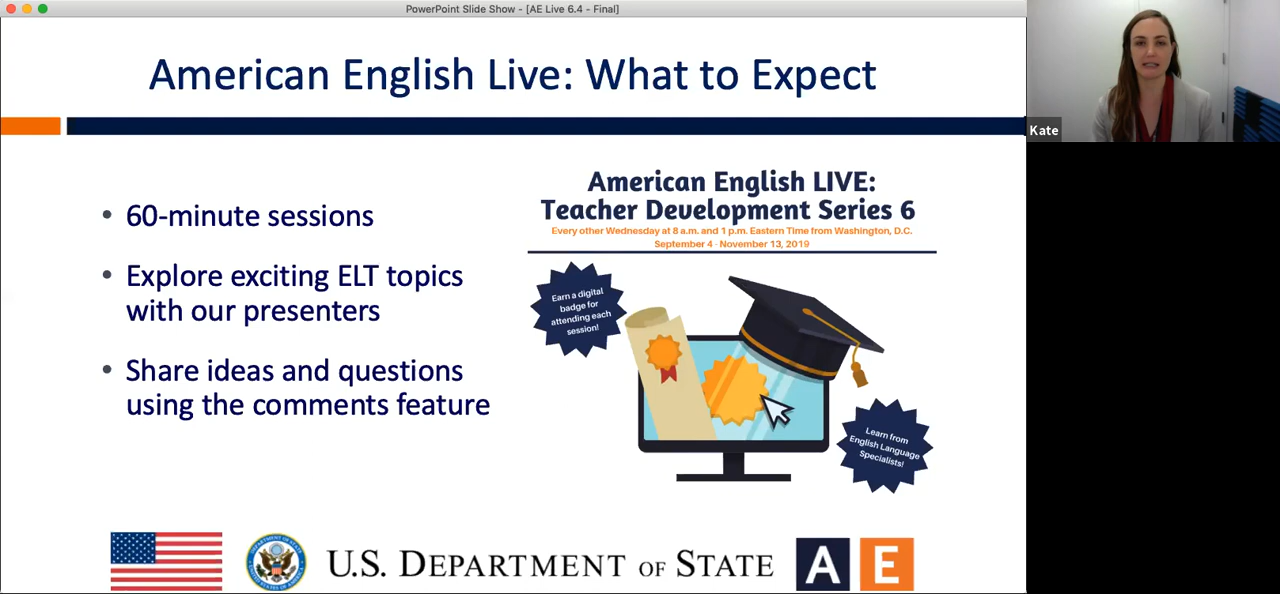 PowerPoint Slide Show - [AE Live 6.4 - Final]
American English Live: What to Expect
Kate
• 60-minute sessions
• Explore exciting ELT topics
with our presenters
• Share ideas and questions
using the comments feature
American English LIVE:
Teacher Development Series 6
Every other Wednesday at 8 a.m. and 1 p.m. Eastern Time from Washington, D.C.
September 4 - November 13, 2019
Earn a digital
badge for
attending each
session!
Learn from
English Language
Specialists!
U.S. DEPARTMENT OF STATE
A E